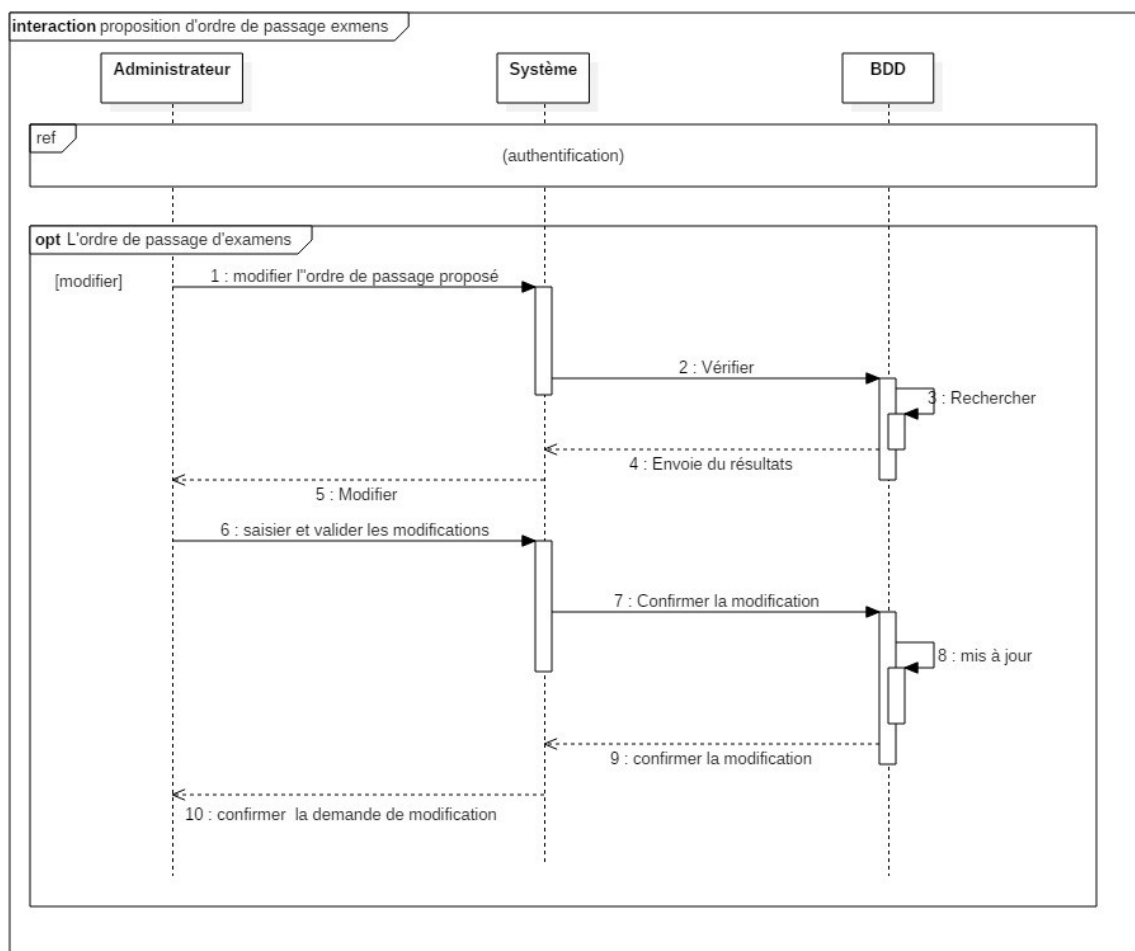 interaction proposition d'ordre de passage exmens
Administrateur
Système
BDD
ref
(authentification)
opt L'ordre de passage d'examens
[modifier]
1 : modifier l''ordre de passage proposé
2 : Vérifier
3 : Rechercher
4 : Envoie du résultats
5 : Modifier
6 : saisier et valider les modifications
7 : Confirmer la modification
8 : mis à jour
9 : confirmer la modification
10 : confirmer  la demande de modification